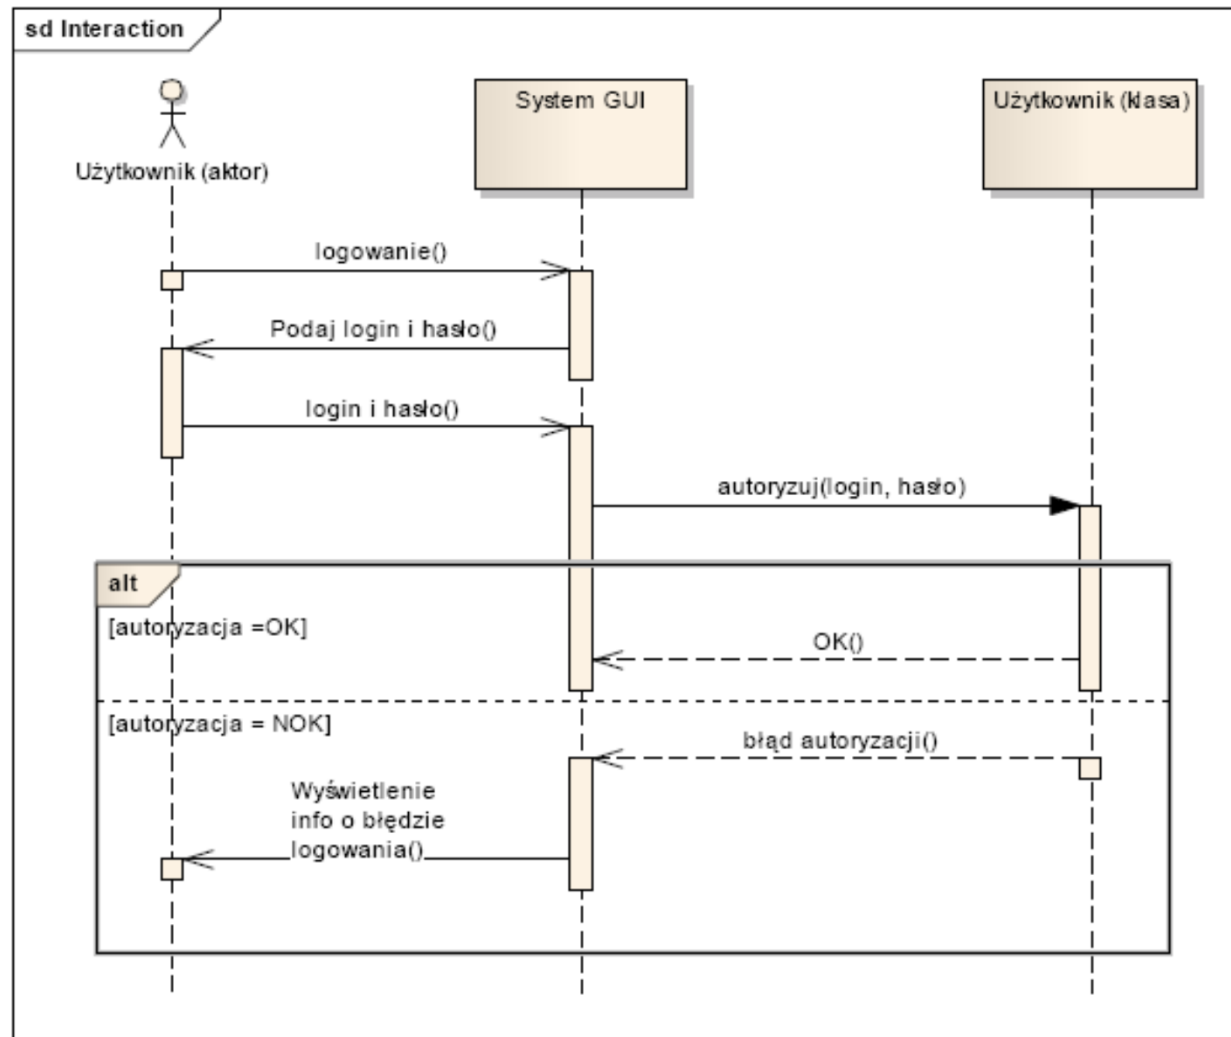 sd Interaction
System GUI
Użytkownik (klasa)
Użytkownik (aktor)
logowanie()
Podaj login i hasło()
login i hasło()
autoryzuj(login, hasło)
alt
[autoryzacja =OK]
OK()
[autoryzacja = NOK]
błąd autoryzacji()
Wyświetlenie
info o błędzie
logowania()